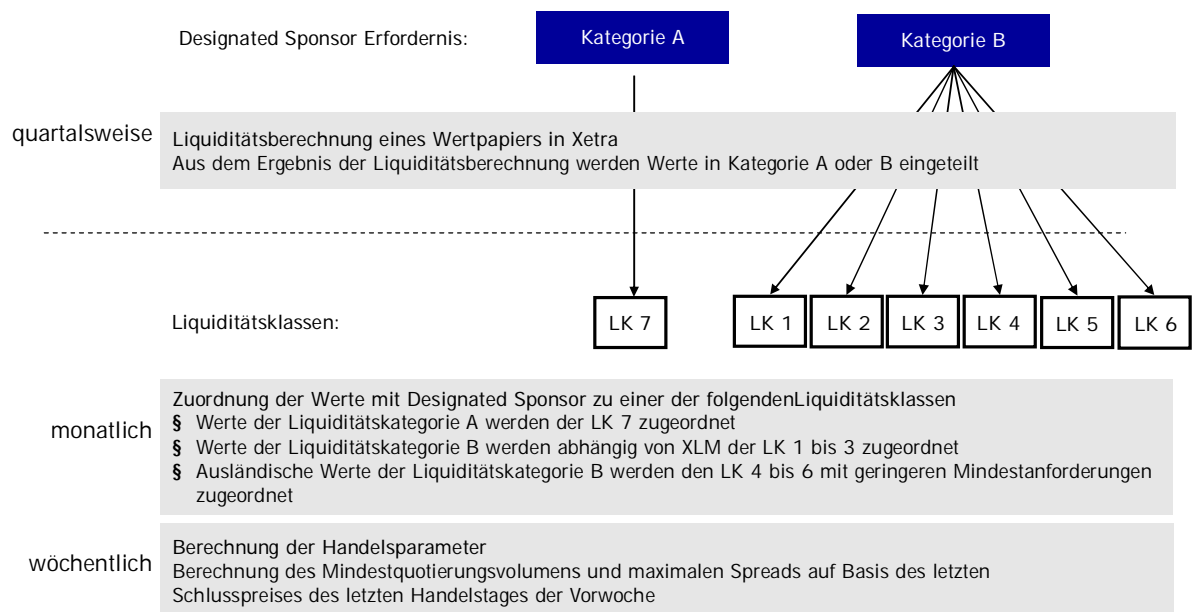 Designated Sponsor Erfordernis:
Kategorie A
Kategorie B
quartalsweise
Liquiditätsberechnung eines Wertpapiers in Xetra
Aus dem Ergebnis der Liquiditätsberechnung werden Werte in Kategorie A oder B eingeteilt
Liquiditätsklassen:
LK 7
LK 1
LK 2
LK 3
LK 4
LK 5
LK 6
monatlich
Zuordnung der Werte mit Designated Sponsor zu einer der folgendenLiquiditätsklassen
§ Werte der Liquiditätskategorie A werden der LK 7 zugeordnet
§ Werte der Liquiditätskategorie B werden abhängig von XLM der LK 1 bis 3 zugeordnet
§ Ausländische Werte der Liquiditätskategorie B werden den LK 4 bis 6 mit geringeren Mindestanforderungen
zugeordnet
wöchentlich
Berechnung der Handelsparameter
Berechnung des Mindestquotierungsvolumens und maximalen Spreads auf Basis des letzten
Schlusspreises des letzten Handelstages der Vorwoche